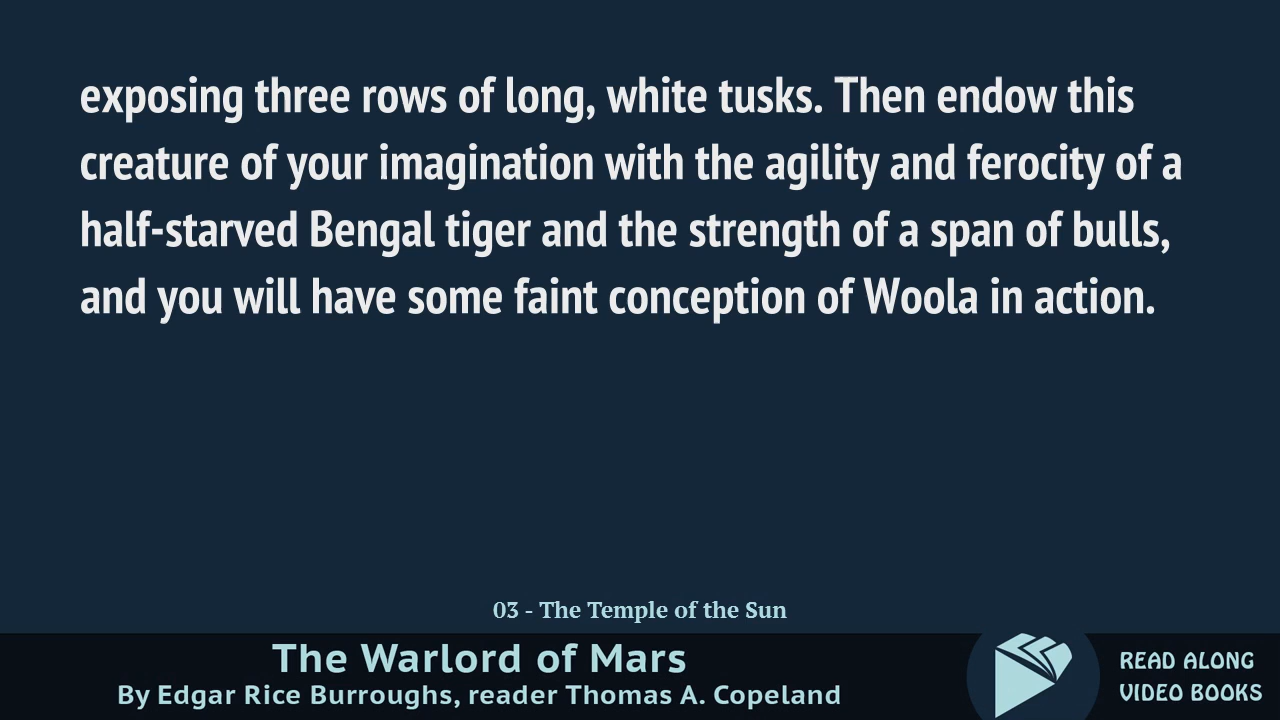 exposing three rows of long, white tusks. Then endow this
creature of your imagination with the agility and ferocity of a
half-starved Bengal tiger and the strength of a span of bulls,
and you will have some faint conception of Woola in action.
03 - The Temple of the Sun
The Warlord of Mars
By Edgar Rice Burroughs, reader Thomas A. Copeland
READ ALONG
VIDEO BOOKS